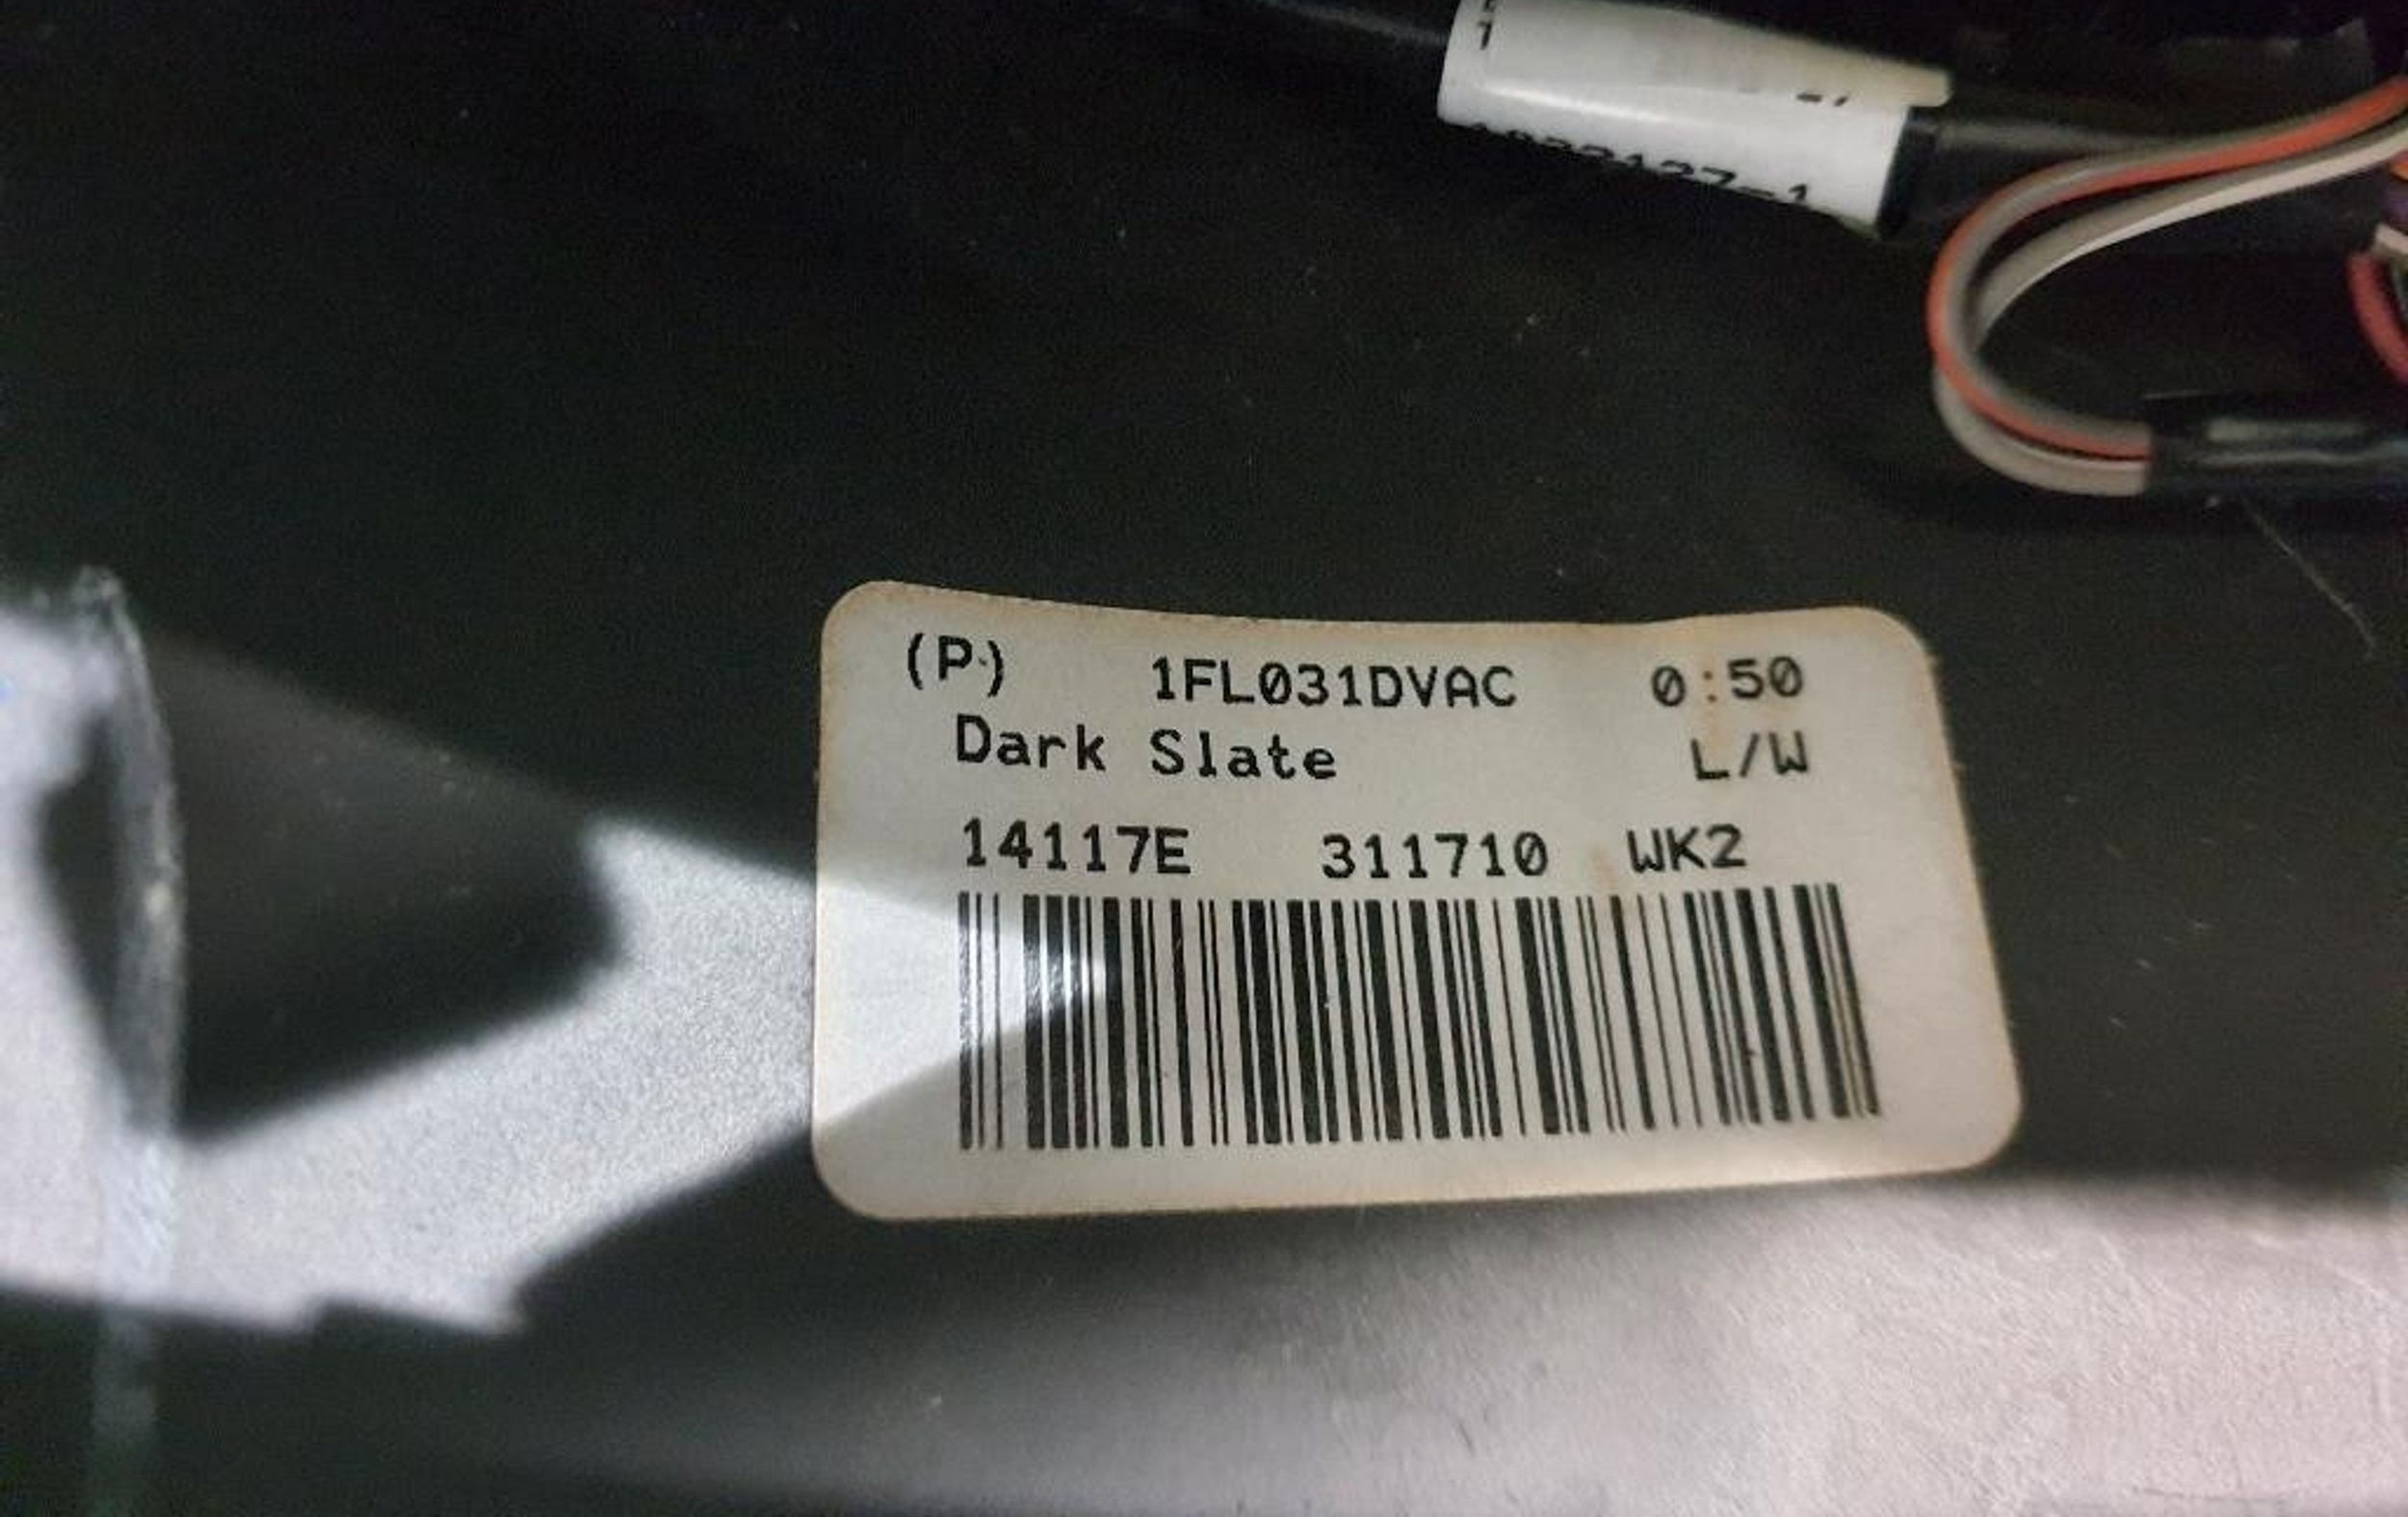 (P) 1FL031DVAC 0:50
Dark Slate L/W
14117E 311710 WK2